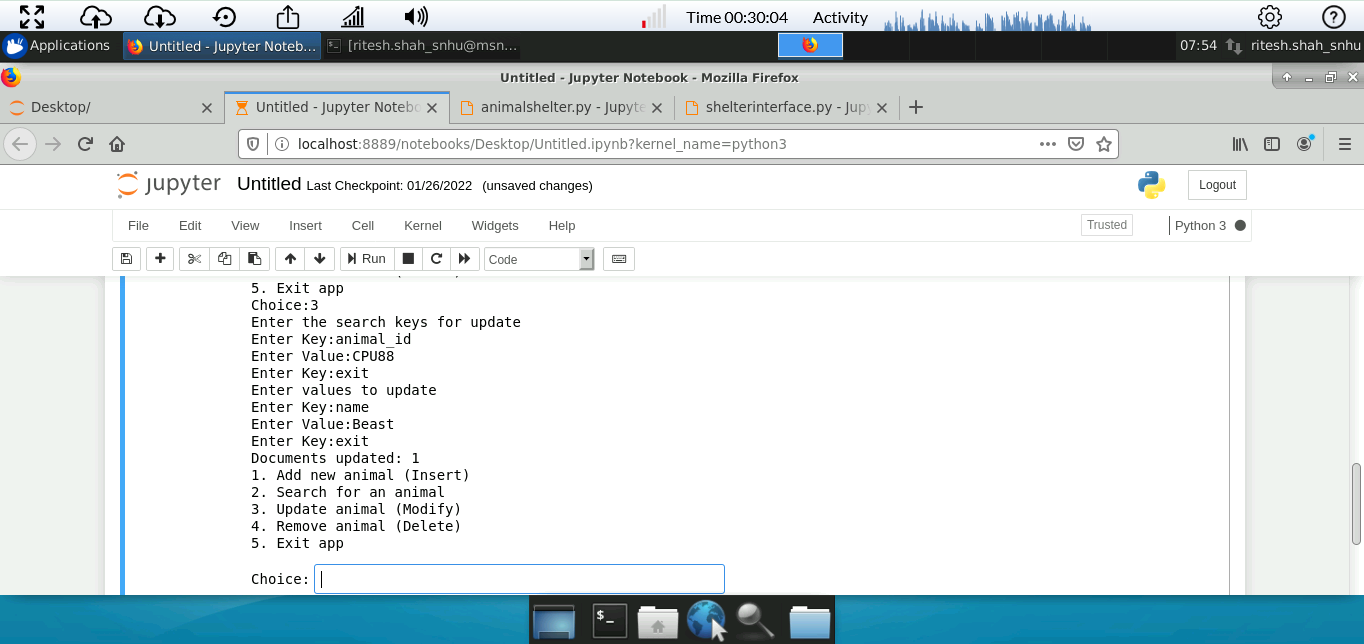 Time 00:30:04 Activity
Applications Untitled - Jupyter Noteb... [ritesh.shah_snhu@msn... 07:54 ritesh.shah_snhu
Untitled - Jupyter Notebook - Mozilla Firefox
Desktop/ Untitled - Jupyter Notebo animalshelter.py - Jupyte shelterinterface.py - Jup
localhost:8889/notebooks/Desktop/Untitled.ipynb?kernel_name=python3
jupyter Untitled Last Checkpoint: 01/26/2022 (unsaved changes) Logout
File Edit View Insert Cell Kernel Widgets Help Trusted Python 3
Run Code
5. Exit app
Choice:3
Enter the search keys for update
Enter Key:animal_id
Enter Value:CPU88
Enter Key:exit
Enter values to update
Enter Key:name
Enter Value:Beast
Enter Key:exit
Documents updated: 1
1. Add new animal (Insert)
2. Search for an animal
3. Update animal (Modify)
4. Remove animal (Delete)
5. Exit app
Choice: